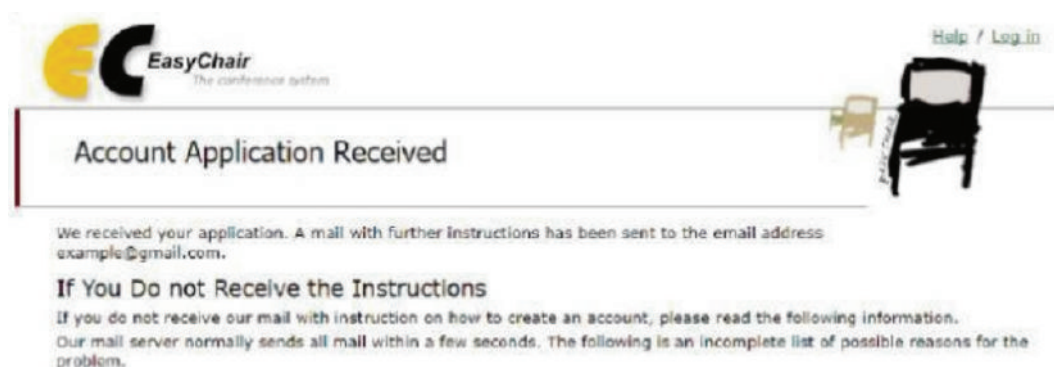 EC EasyChair
The conference system
Help / Log in
Account Application Received
We received your application. A mail with further instructions has been sent to the email address
example@gmail.com.
If You Do not Receive the Instructions
If you do not receive our mail with instruction on how to create an account, please read the following information.
Our mail server normally sends all mail within a few seconds. The following is an incomplete list of possible reasons for the
problem.